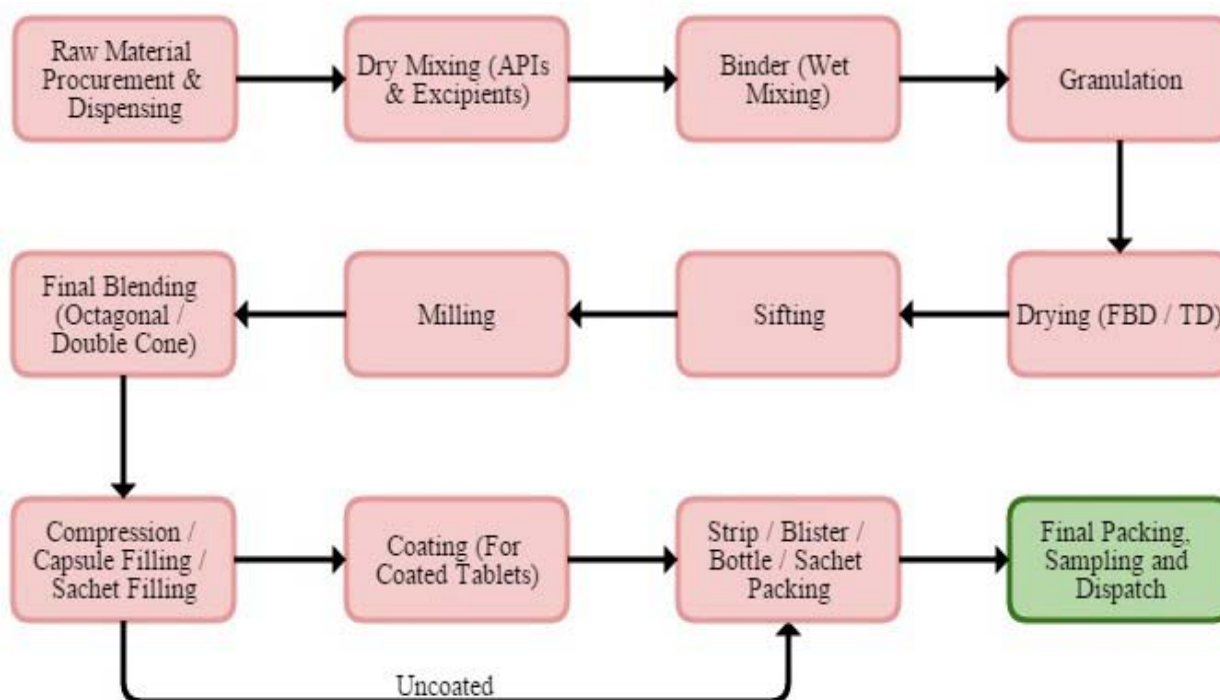 Raw Material
Procurement &
Dispensing
Dry Mixing (APIs
& Excipients)
Binder (Wet
Mixing)
Granulation
Drying (FBD / TD)
Sifting
Milling
Final Blending
(Octagonal /
Double Cone)
Compression /
Capsule Filling /
Sachet Filling
Coating (For
Coated Tablets)
Strip / Blister /
Bottle / Sachet
Packing
Final Packing,
Sampling and
Dispatch
Uncoated